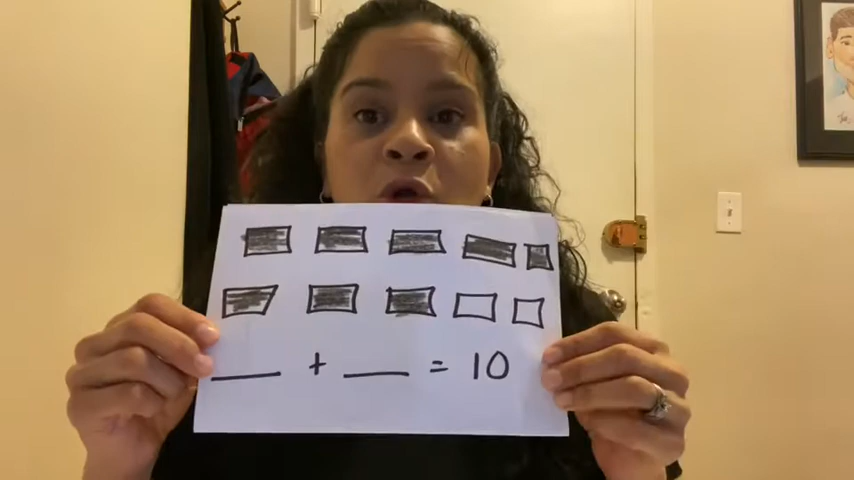 ___ + ___ = 10